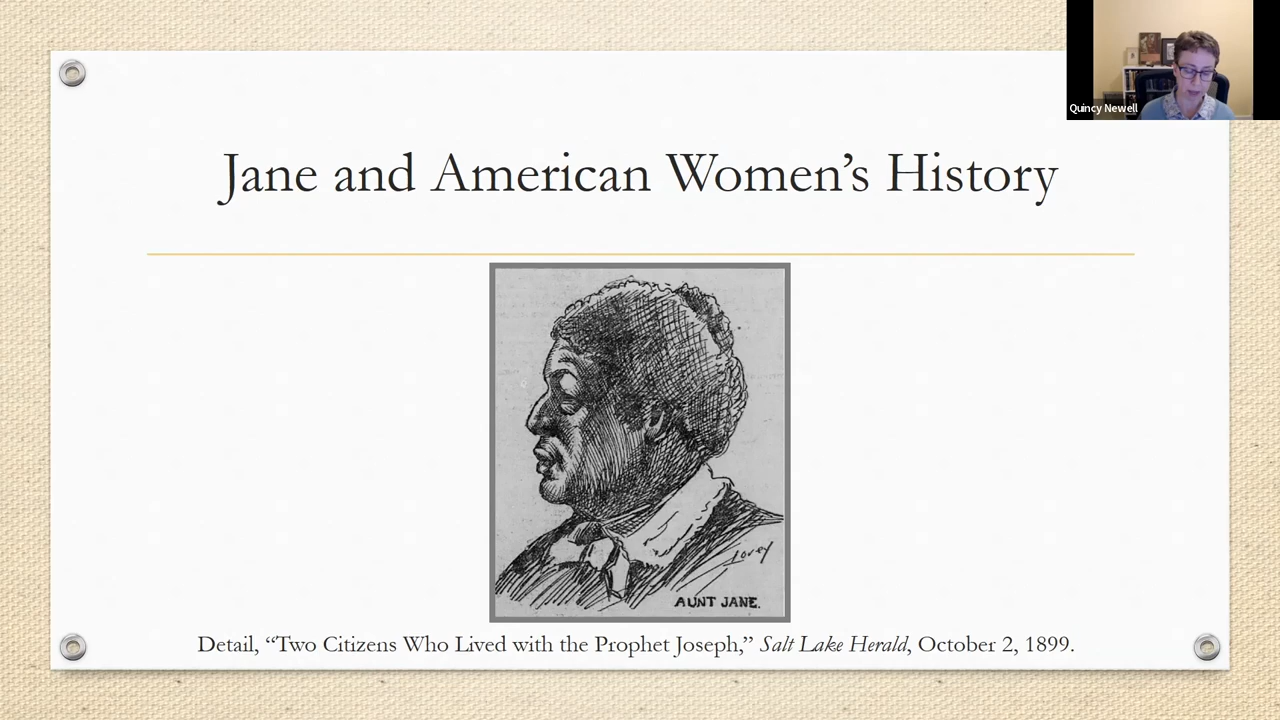 Quincy Newell
Jane and American Women’s History
Lovey
AUNT JANE.
Detail, “Two Citizens Who Lived with the Prophet Joseph,” Salt Lake Herald, October 2, 1899.